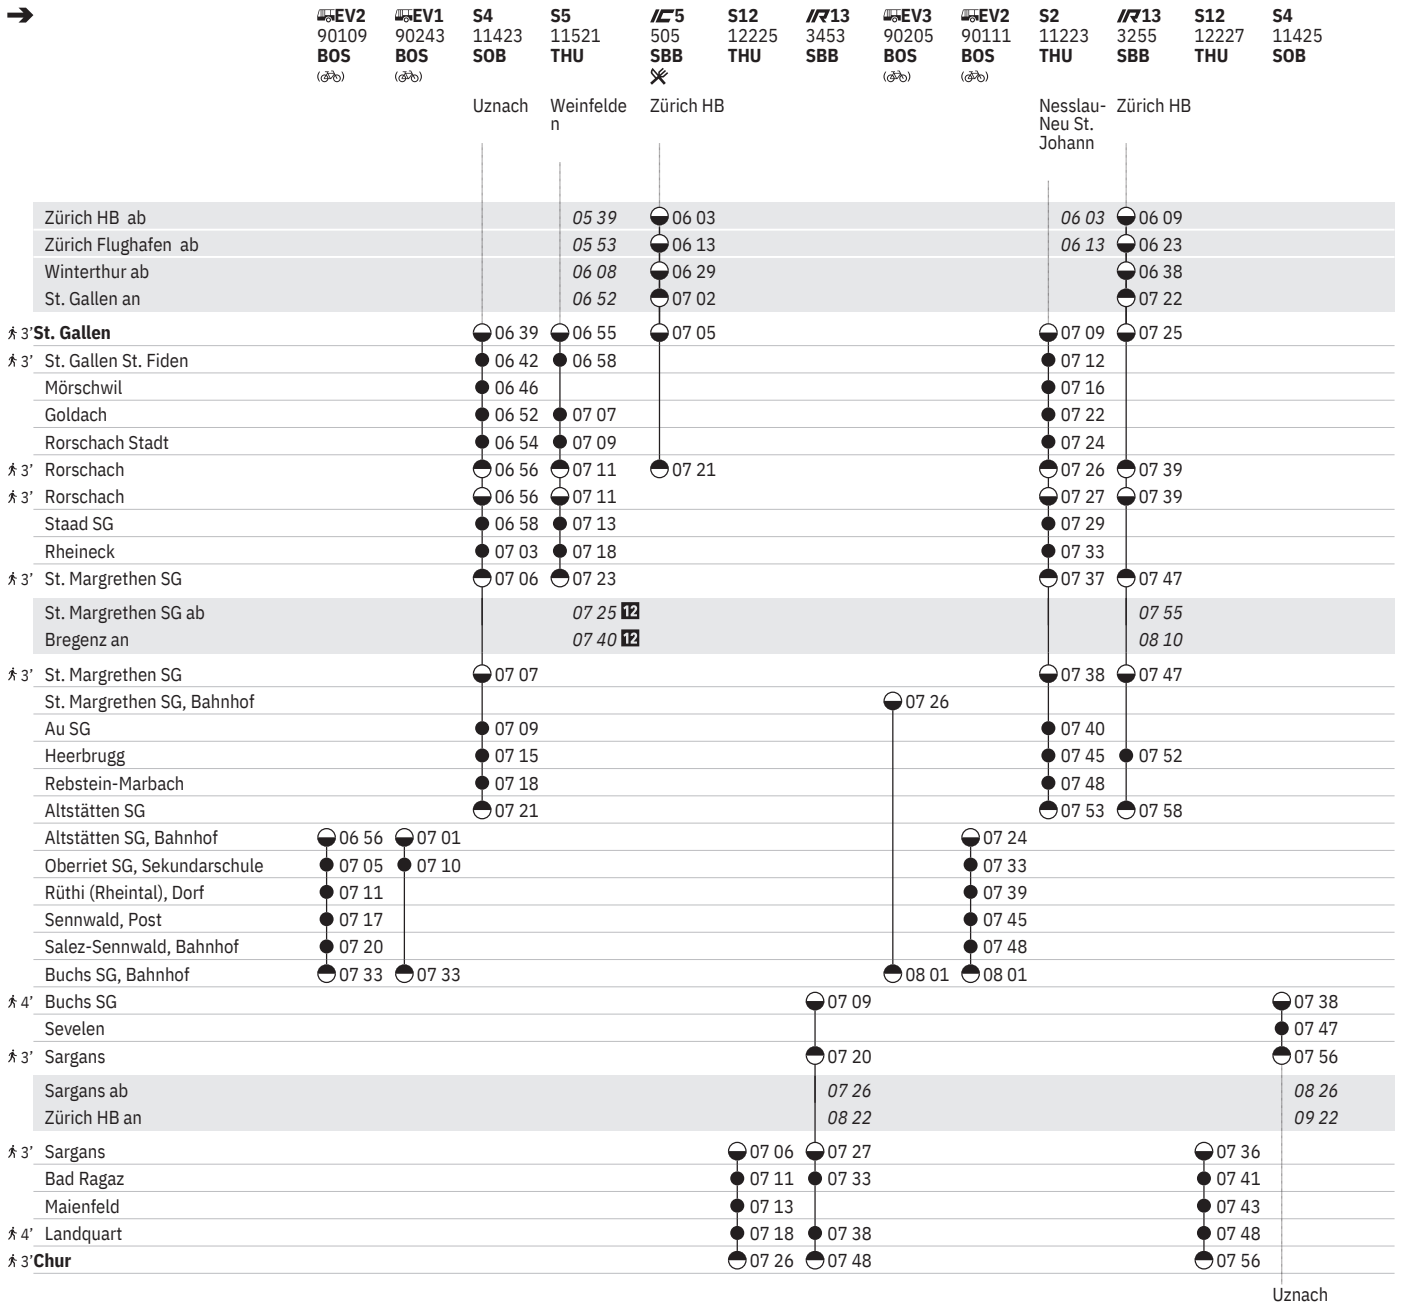 EV2 EV1 S4 S5 IC5 S12 IR13 EV3 EV2 S2 IR13 S12 S4
90109 90243 11423 11521 505 12225 3453 90205 90111 11223 3255 12227 11425
BOS BOS SOB THU SBB THU SBB BOS BOS THU SBB THU SOB
Uznach Weinfelde Zürich HB Nesslau- Zürich HB
n Neu St.
Johann
Zürich HB ab 05 39 06 03 06 03 06 09
Zürich Flughafen ab 05 53 06 13 06 13 06 23
Winterthur ab 06 08 06 29 06 38
St. Gallen an 06 52 07 02 07 22
3' St. Gallen 06 39 06 55 07 05 07 09 07 25
3' St. Gallen St. Fiden 06 42 06 58 07 12
Mörschwil 06 46 07 16
Goldach 06 52 07 07 07 22
Rorschach Stadt 06 54 07 09 07 24
3' Rorschach 06 56 07 11 07 21 07 26 07 39
3' Rorschach 06 56 07 11 07 27 07 39
Staad SG 06 58 07 13 07 29
Rheineck 07 03 07 18 07 33
3' St. Margrethen SG 07 06 07 23 07 37 07 47
St. Margrethen SG ab 07 25 12 07 55
Bregenz an 07 40 12 08 10
3' St. Margrethen SG 07 07 07 38 07 47
St. Margrethen SG, Bahnhof 07 26
Au SG 07 09 07 40
Heerbrugg 07 15 07 45 07 52
Rebstein-Marbach 07 18 07 48
Altstätten SG 07 21 07 53 07 58
Altstätten SG, Bahnhof 06 56 07 01 07 24
Oberriet SG, Sekundarschule 07 05 07 10 07 33
Rüthi (Rheintal), Dorf 07 11 07 39
Sennwald, Post 07 17 07 45
Salez-Sennwald, Bahnhof 07 20 07 48
Buchs SG, Bahnhof 07 33 07 33 08 01 08 01
4' Buchs SG 07 09 07 38
Sevelen 07 47
3' Sargans 07 20 07 56
Sargans ab 07 26 08 26
Zürich HB an 08 22 09 22
3' Sargans 07 06 07 27 07 36
Bad Ragaz 07 11 07 33 07 41
Maienfeld 07 13 07 43
4' Landquart 07 18 07 38 07 48
3' Chur 07 26 07 48 07 56
Uznach